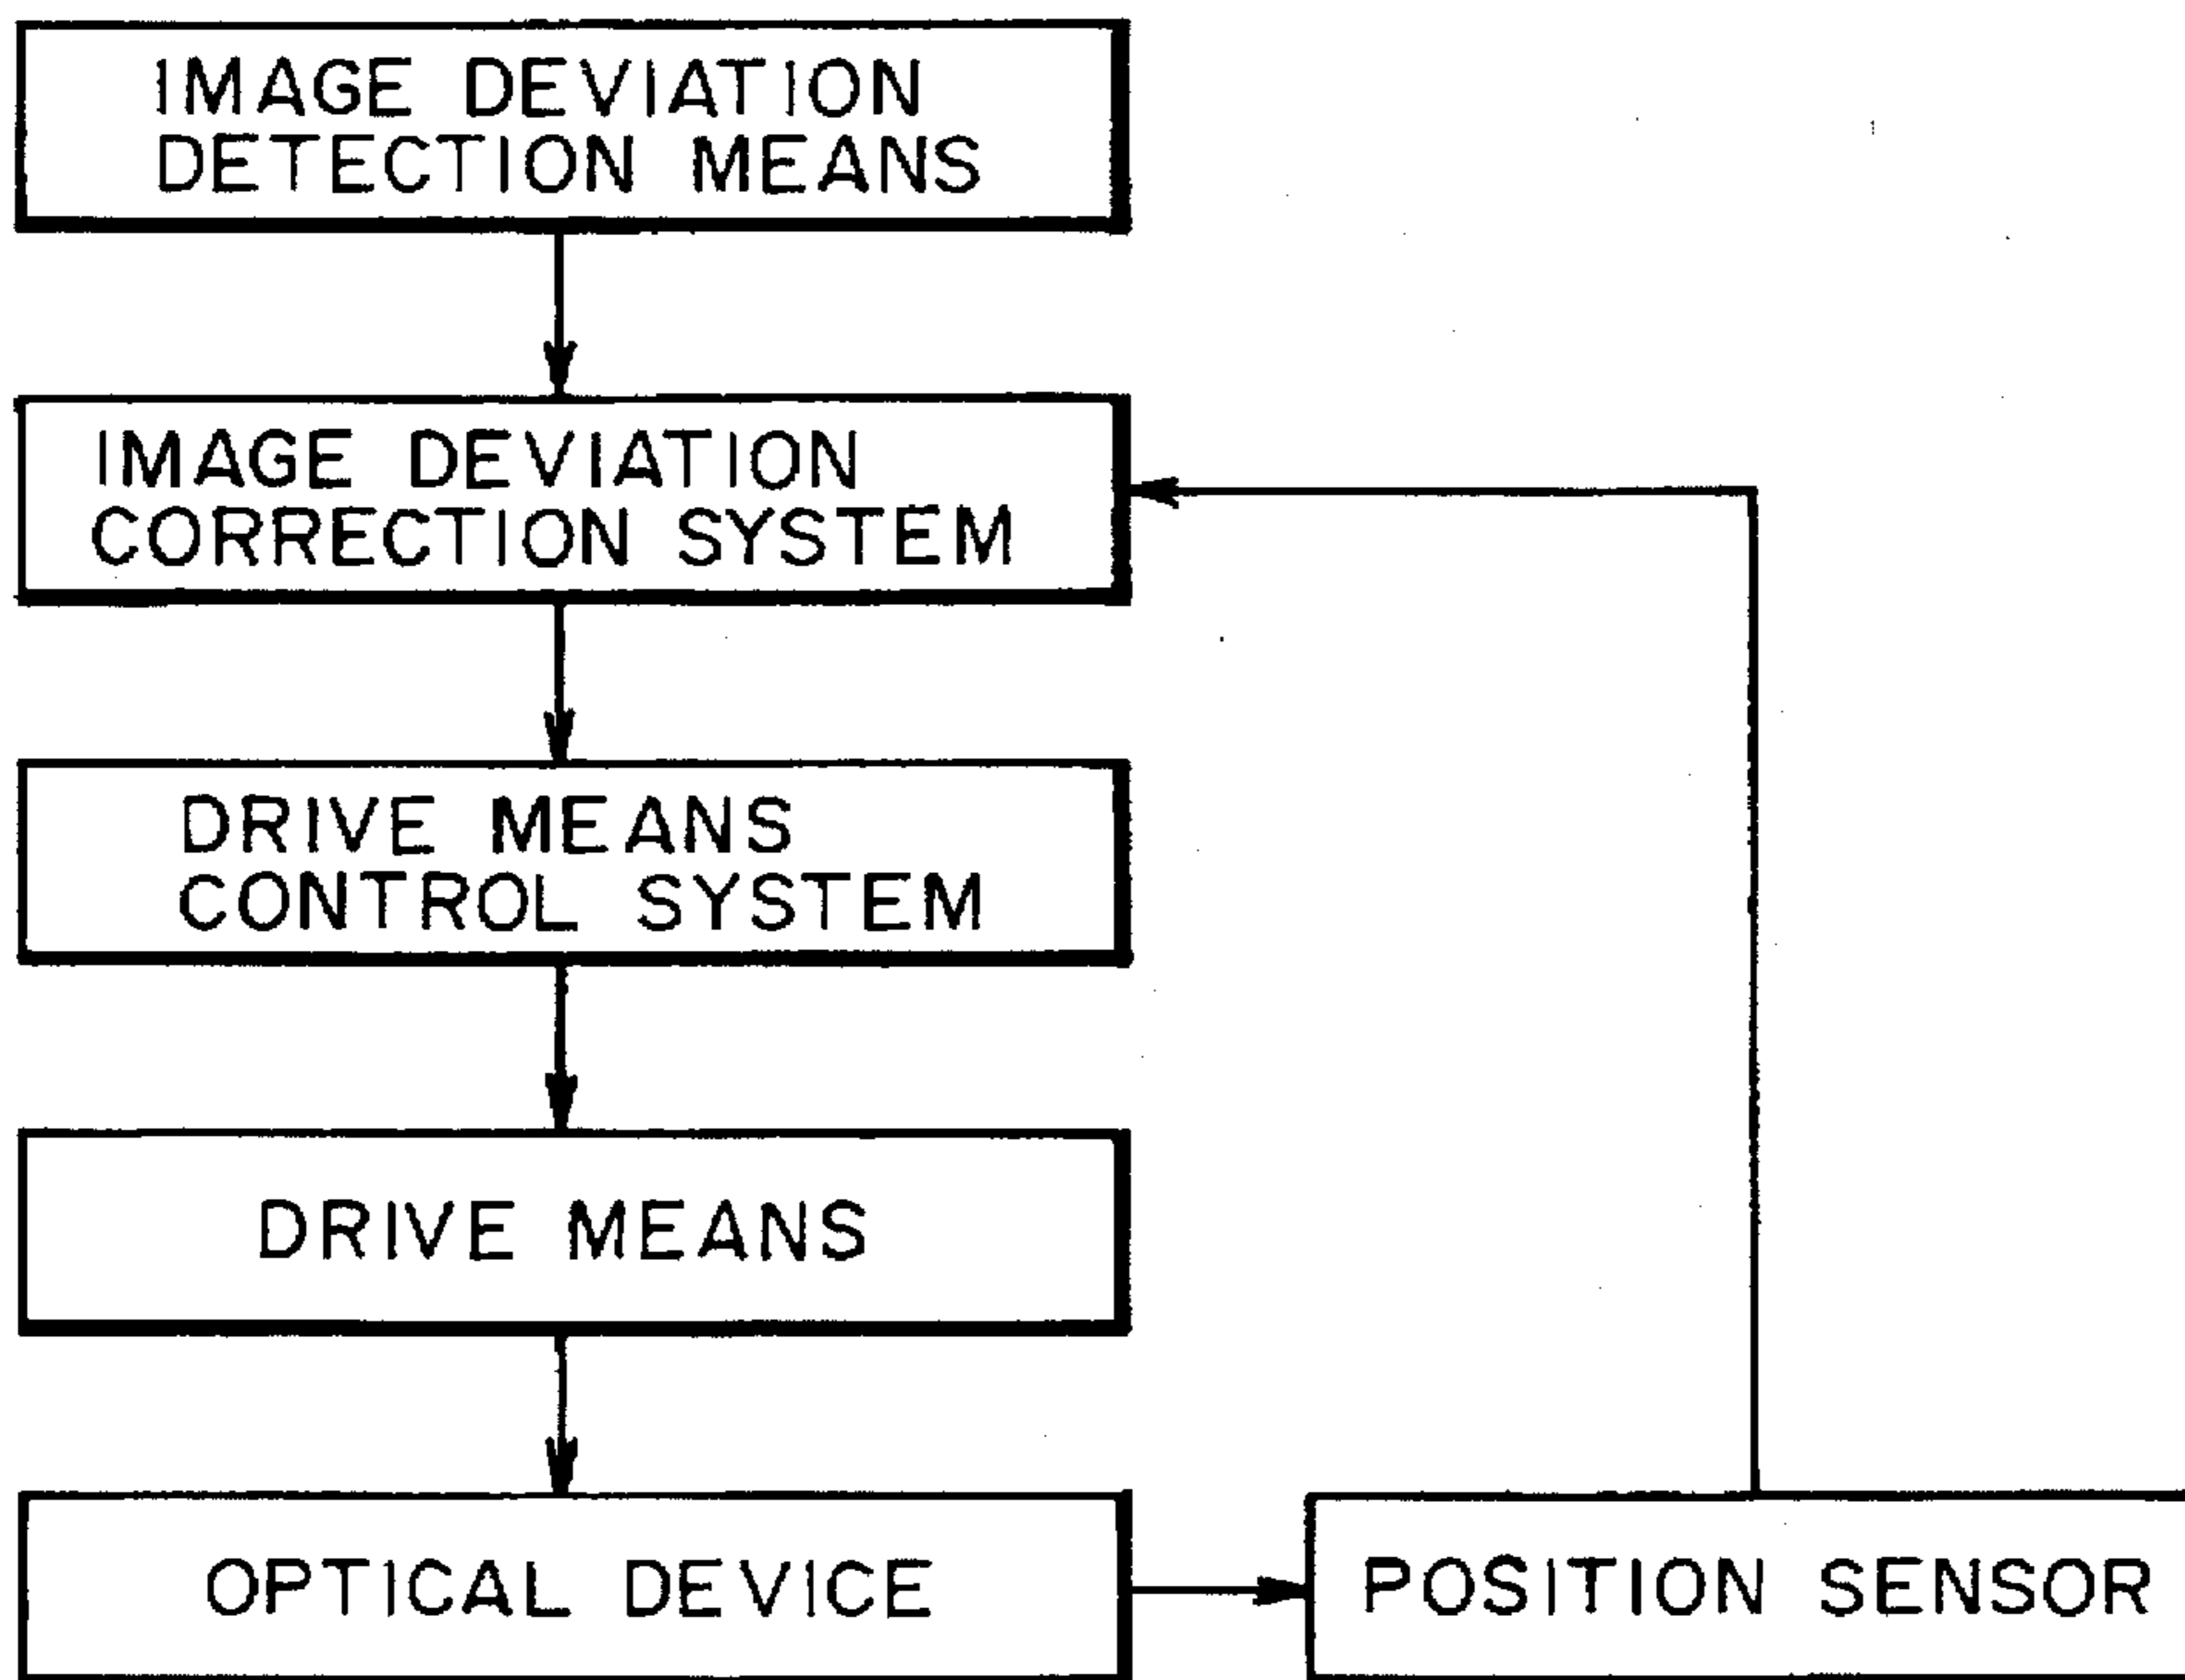 IMAGE DEVIATION
DETECTION MEANS
IMAGE DEVIATION
CORRECTION SYSTEM
DRIVE MEANS
CONTROL SYSTEM
DRIVE MEANS
OPTICAL DEVICE
POSITION SENSOR